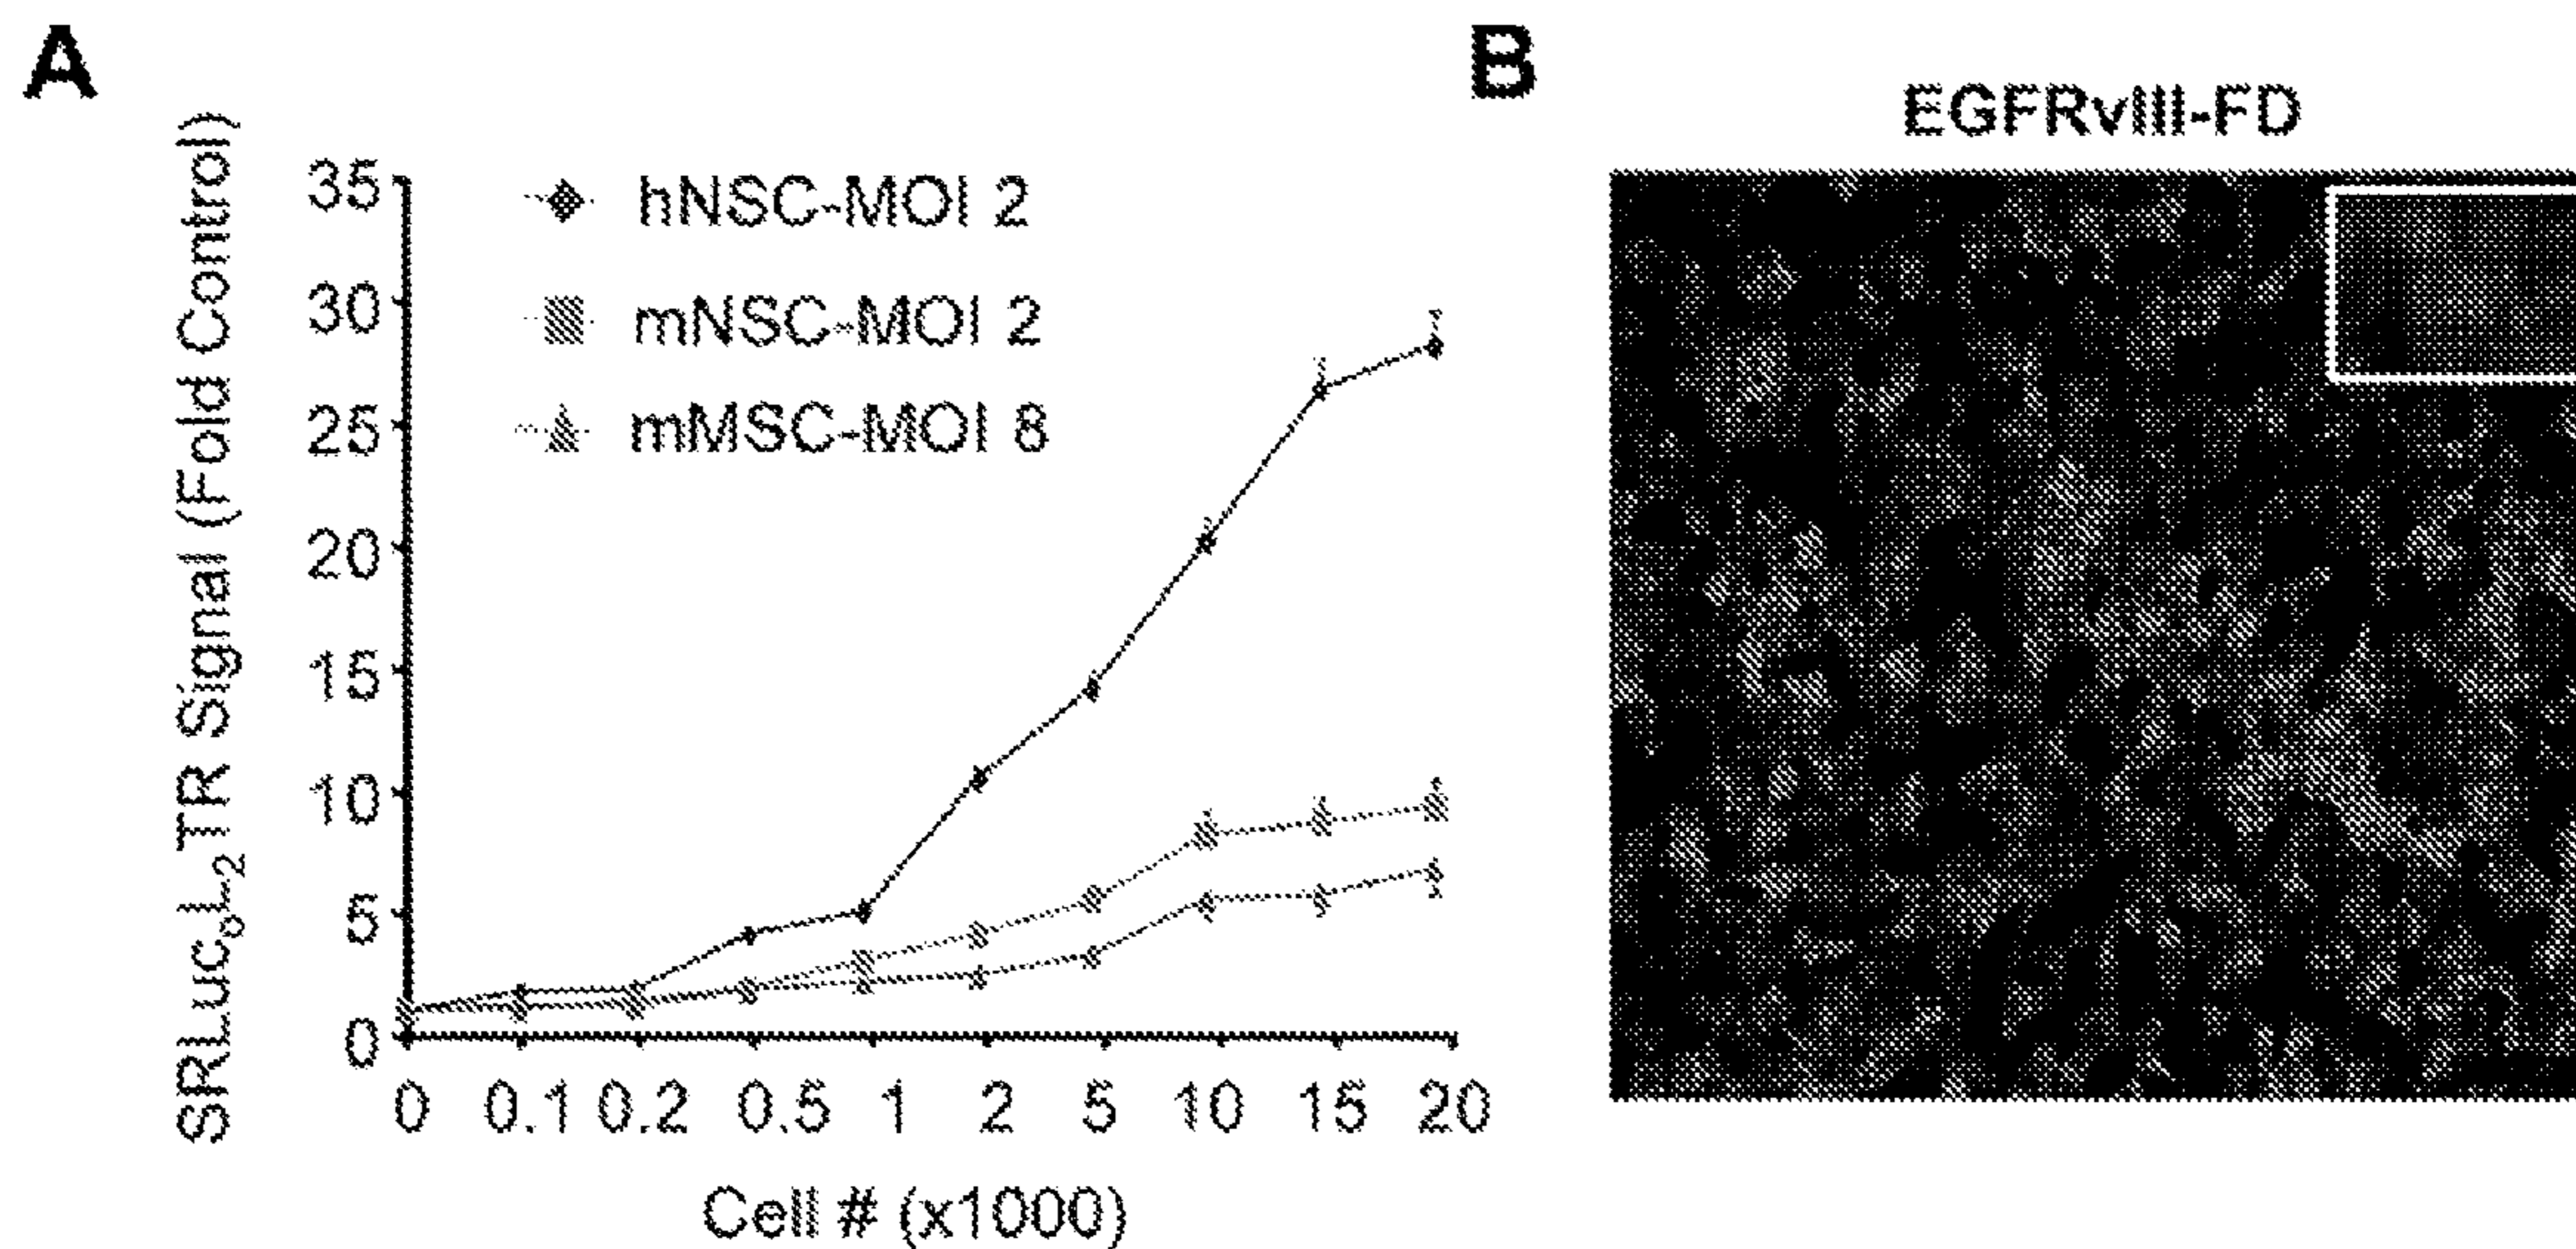 A
B
EGFRvIII-FD
SRLuc₈L₂TR Signal (Fold Control)
35
30
25
20
15
10
5
0
hNSC-MOI 2
mNSC-MOI 2
mMSC-MOI 8
0 0.1 0.2 0.5 1 2 5 10 15 20
Cell # (x1000)